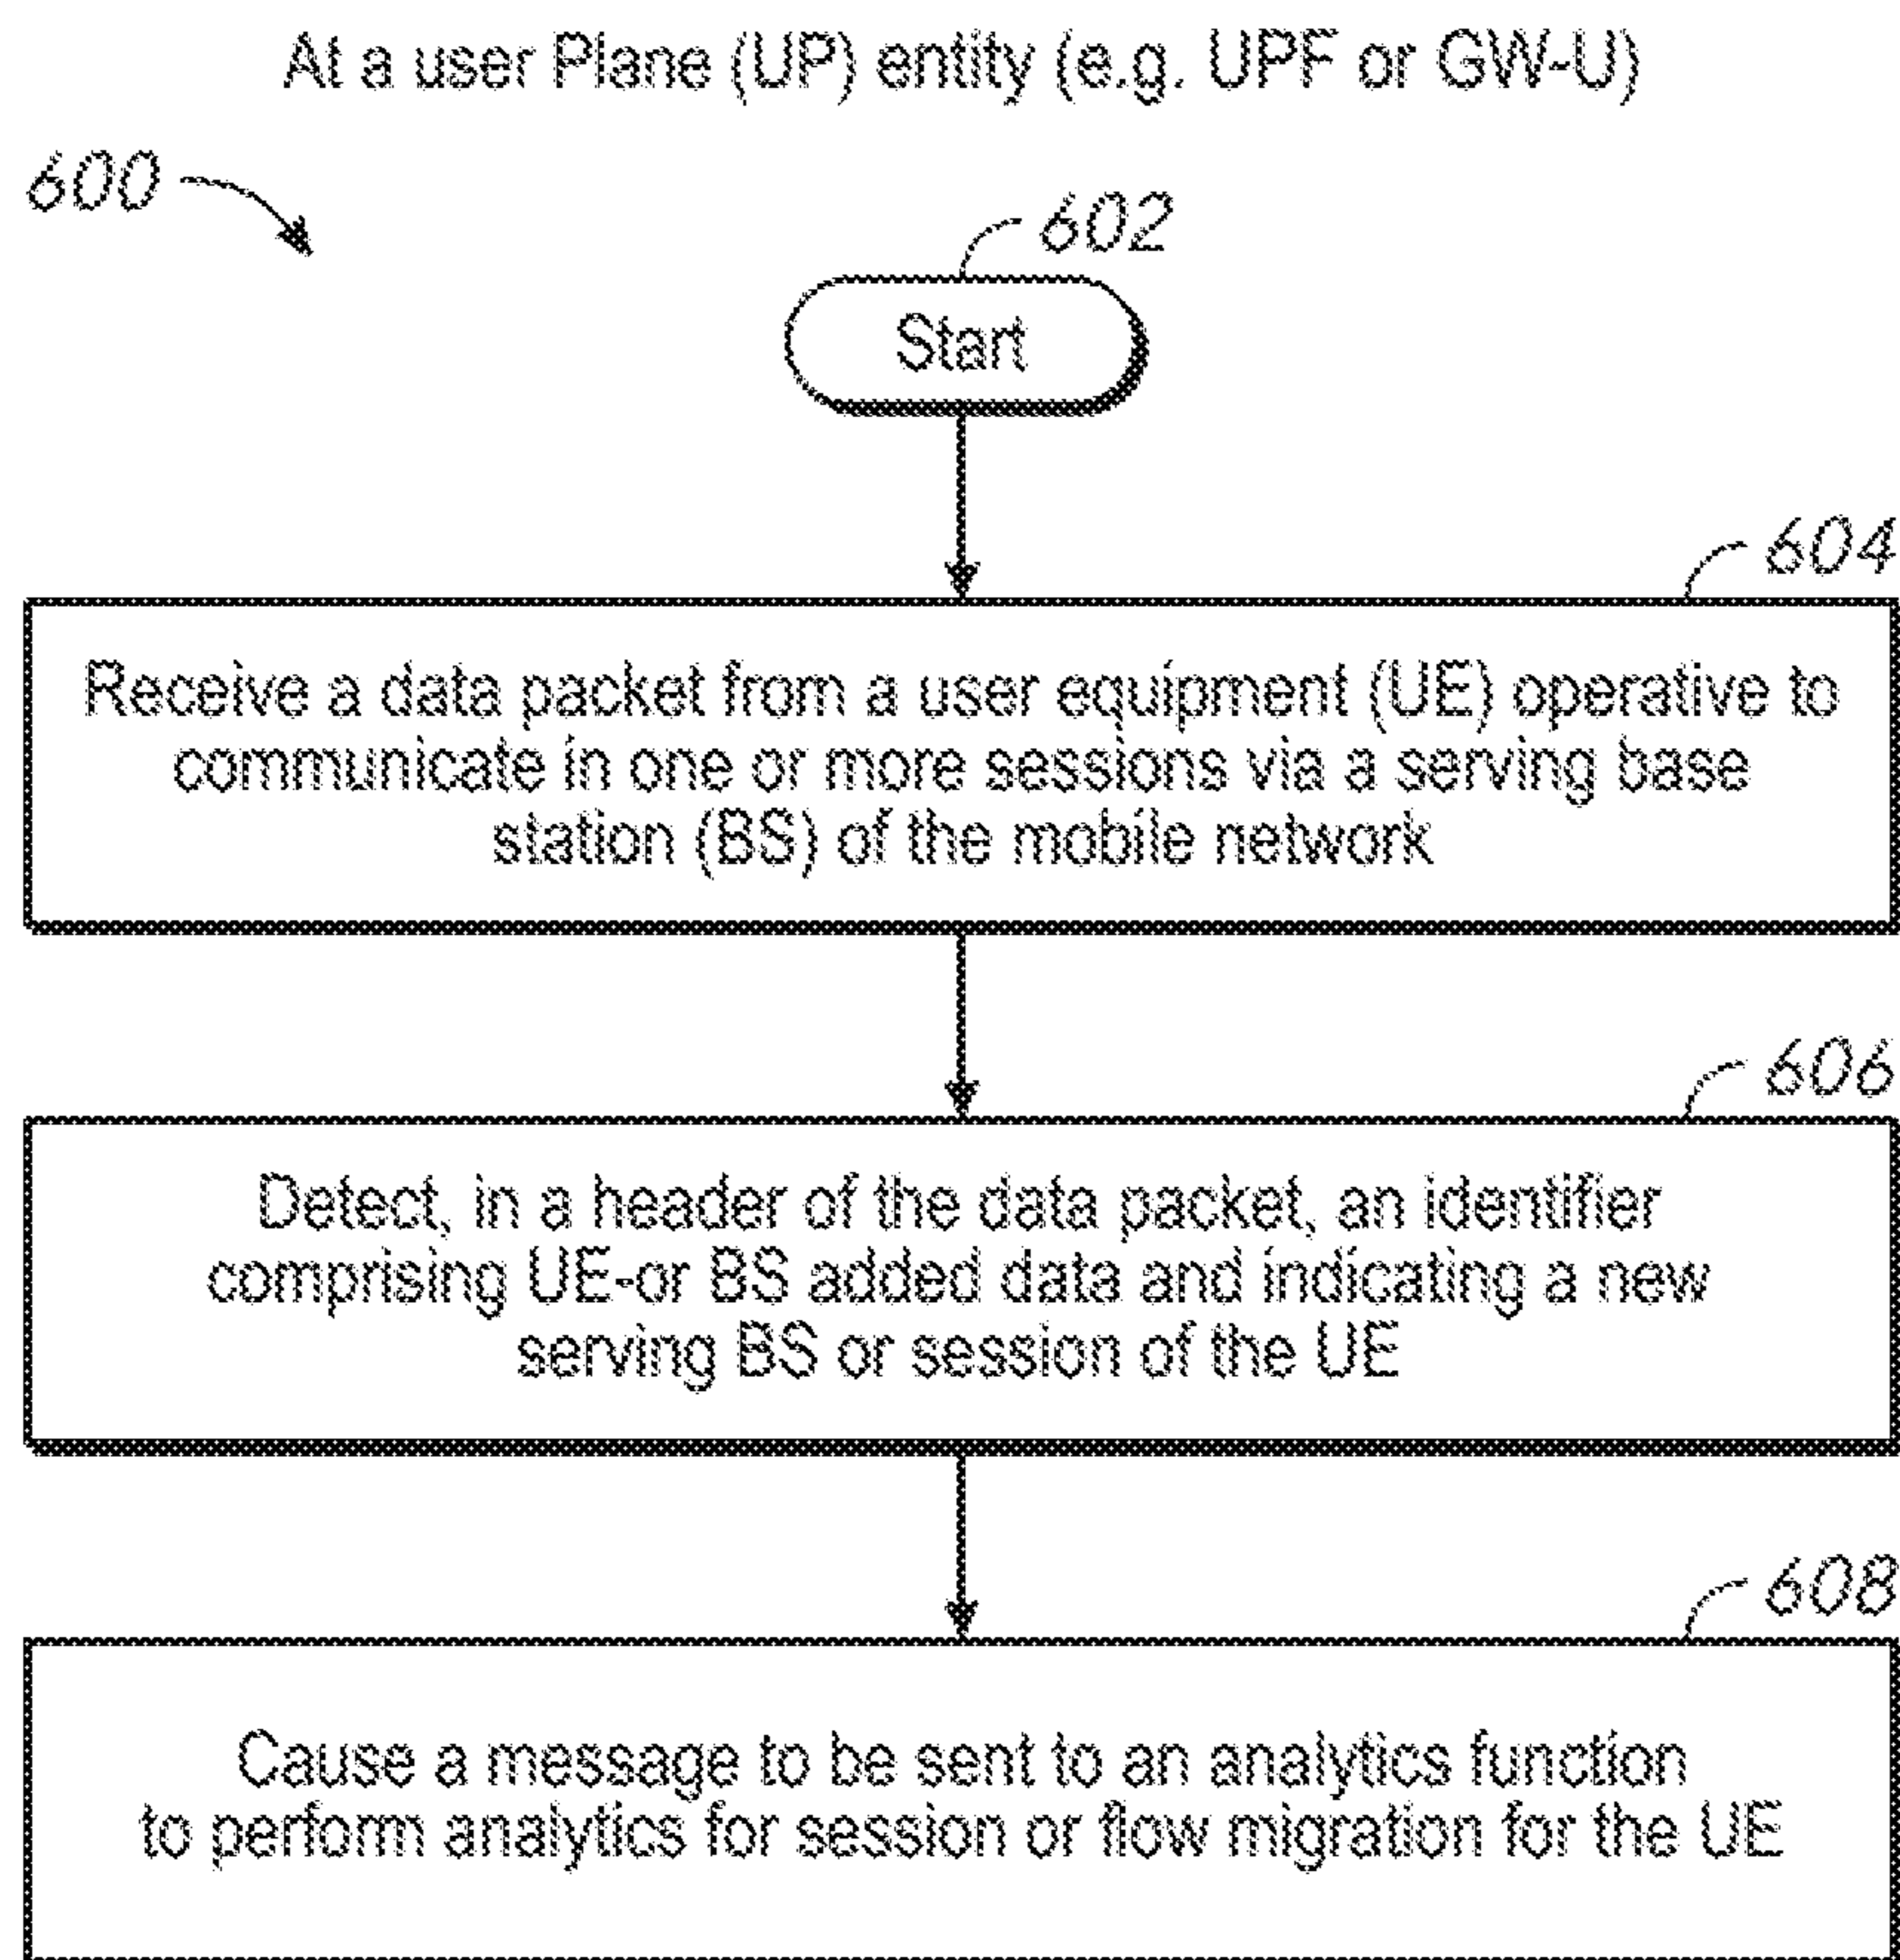 At a user Plane (UP) entity (e.g. UPF or GW-U)
600
602
Start
604
Receive a data packet from a user equipment (UE) operative to
communicate in one or more sessions via a serving base
station (BS) of the mobile network
606
Detect, in a header of the data packet, an identifier
comprising UE-or BS added data and indicating a new
serving BS or session of the UE
608
Cause a message to be sent to an analytics function
to perform analytics for session or flow migration for the UE